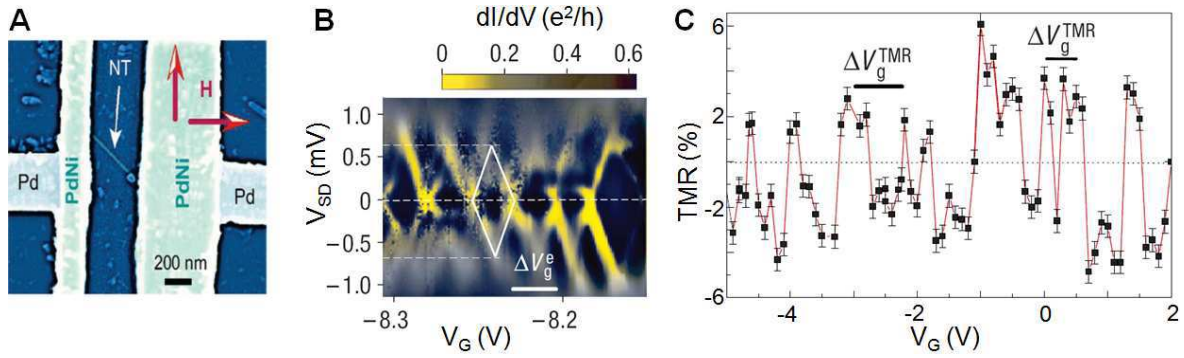 A
NT
H
Pd
PdNi
PdNi
Pd
200 nm
B
dI/dV (e²/h)
0 0.2 0.4 0.6
V_SD (mV)
1.0
0.5
0
-0.5
-1.0
ΔV_g^e
-8.3 -8.2
V_G (V)
C
TMR (%)
6
2
-2
-6
ΔV_g^TMR
ΔV_g^TMR
-4 -2 0 2
V_G (V)